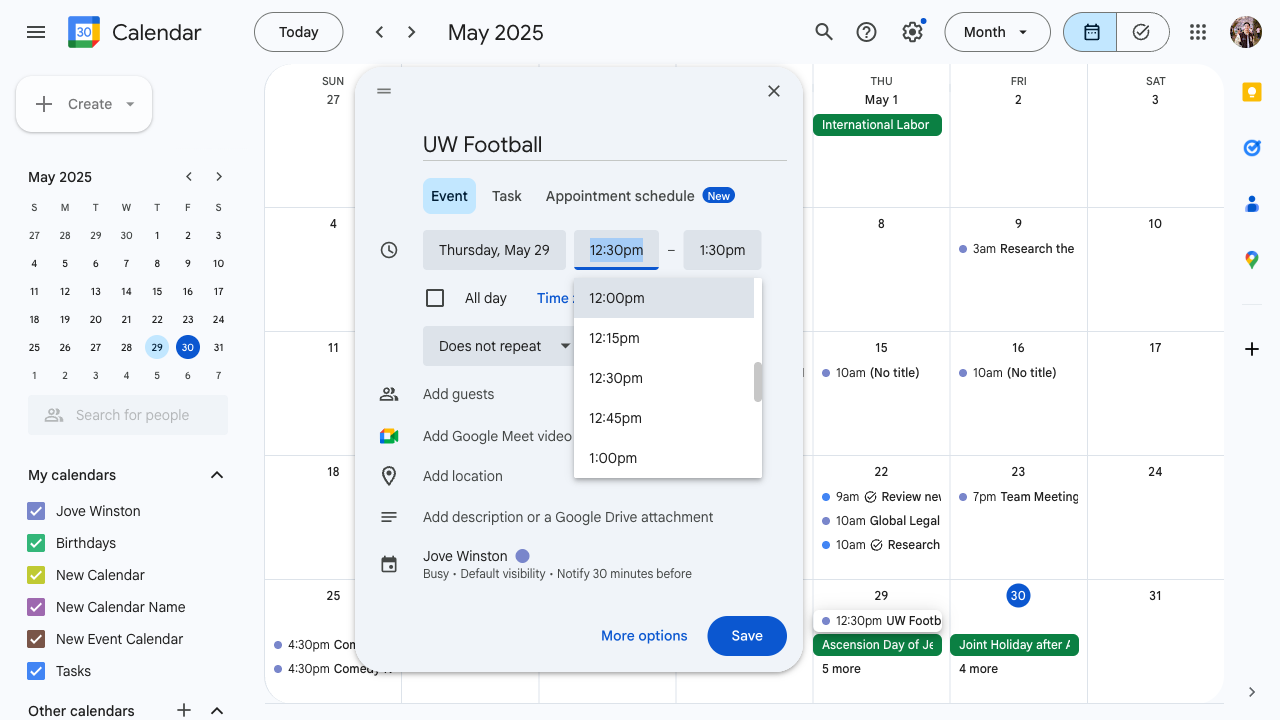 30
Calendar
Today
May 2025
Month
Create
May 2025
S M T W T F S
27 28 29 30 1 2 3
4 5 6 7 8 9 10
11 12 13 14 15 16 17
18 19 20 21 22 23 24
25 26 27 28 29 30 31
1 2 3 4 5 6 7
Search for people
My calendars
Jove Winston
Birthdays
New Calendar
New Calendar Name
New Event Calendar
Tasks
Other calendars
UW Football
Event Task Appointment schedule New
Thursday, May 29 12:30pm – 1:30pm
All day Time
12:00pm
12:15pm
12:30pm
12:45pm
1:00pm
Does not repeat
Add guests
Add Google Meet video
Add location
Add description or a Google Drive attachment
Jove Winston
Busy • Default visibility • Notify 30 minutes before
More options Save
SUN THU FRI SAT
27 May 1 2 3
International Labor
4 8 9 10
3am Research the
11 15 16 17
10am (No title) 10am (No title)
18 22 23 24
9am Review new 7pm Team Meeting
10am Global Legal
10am Research
25 29 30 31
12:30pm UW Footb
4:30pm Com Ascension Day of Je Joint Holiday after A
4:30pm Comedy 5 more 4 more